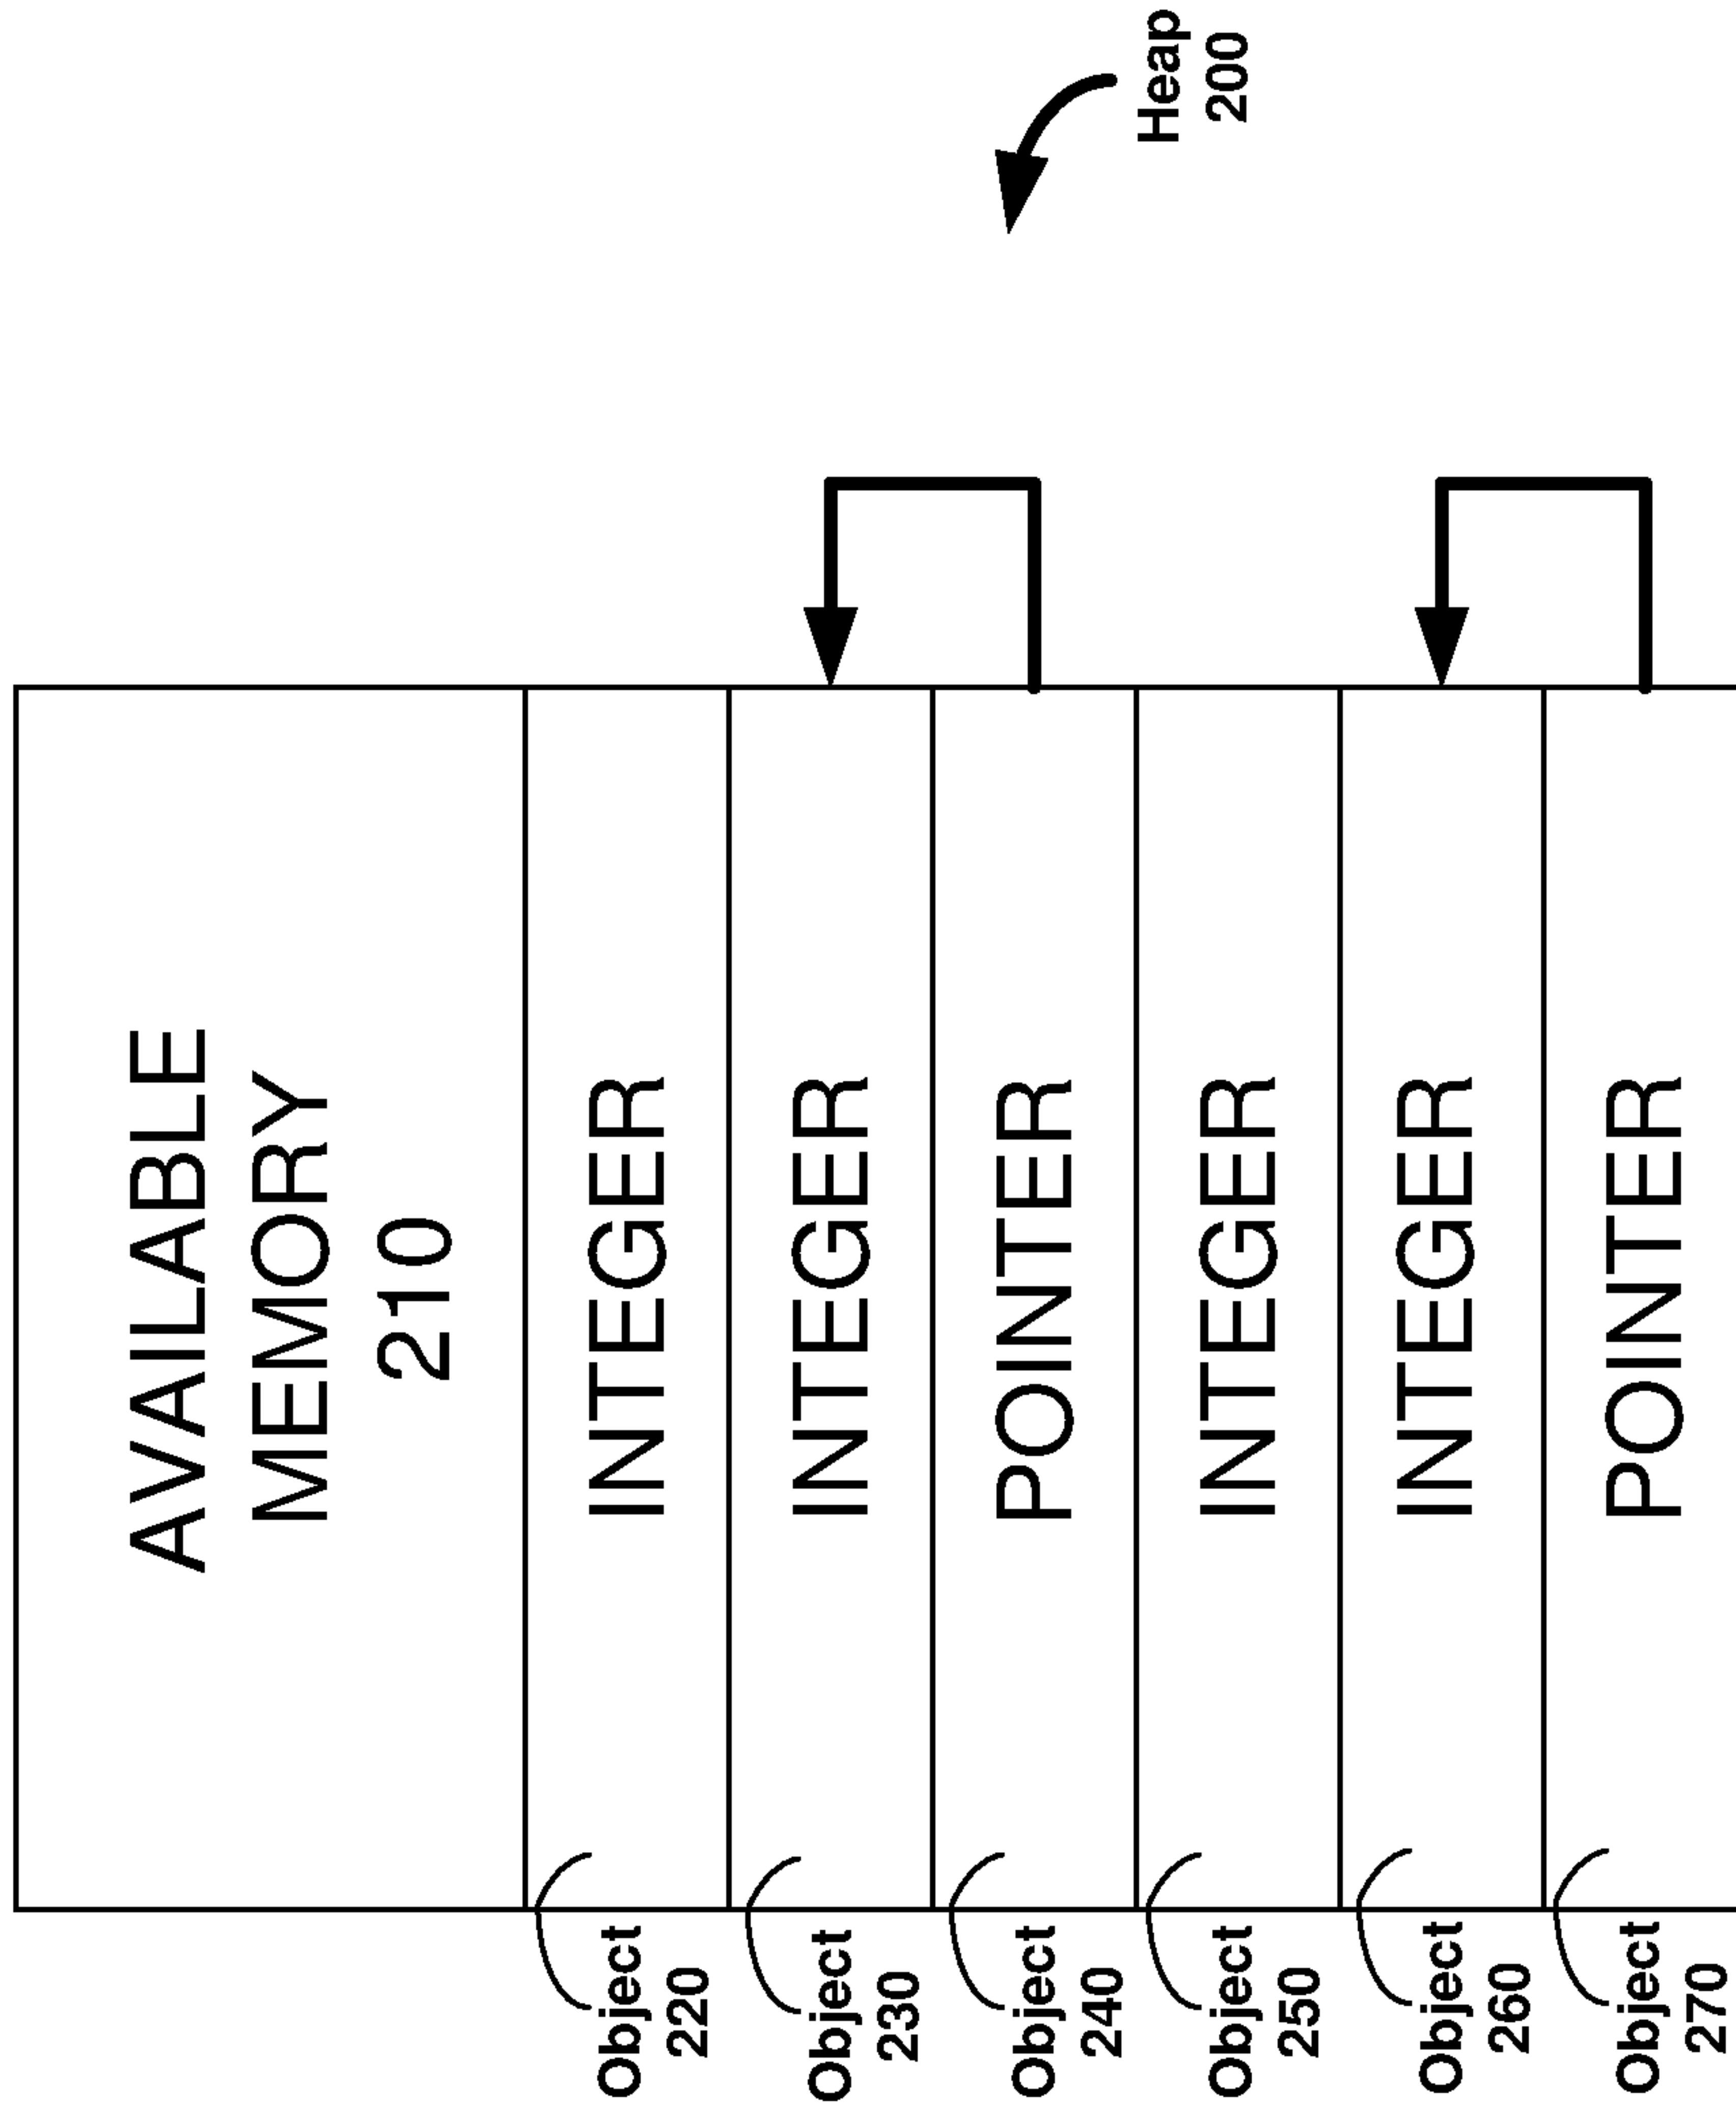 Heap
200
AVAILABLE
MEMORY
210
INTEGER
INTEGER
POINTER
INTEGER
INTEGER
POINTER
Object
220
Object
230
Object
240
Object
250
Object
260
Object
270